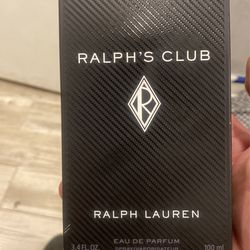 RALPH'S CLUB
R
RALPH LAUREN
EAU DE PARFUM
3.4 FL. OZ. 100 ml